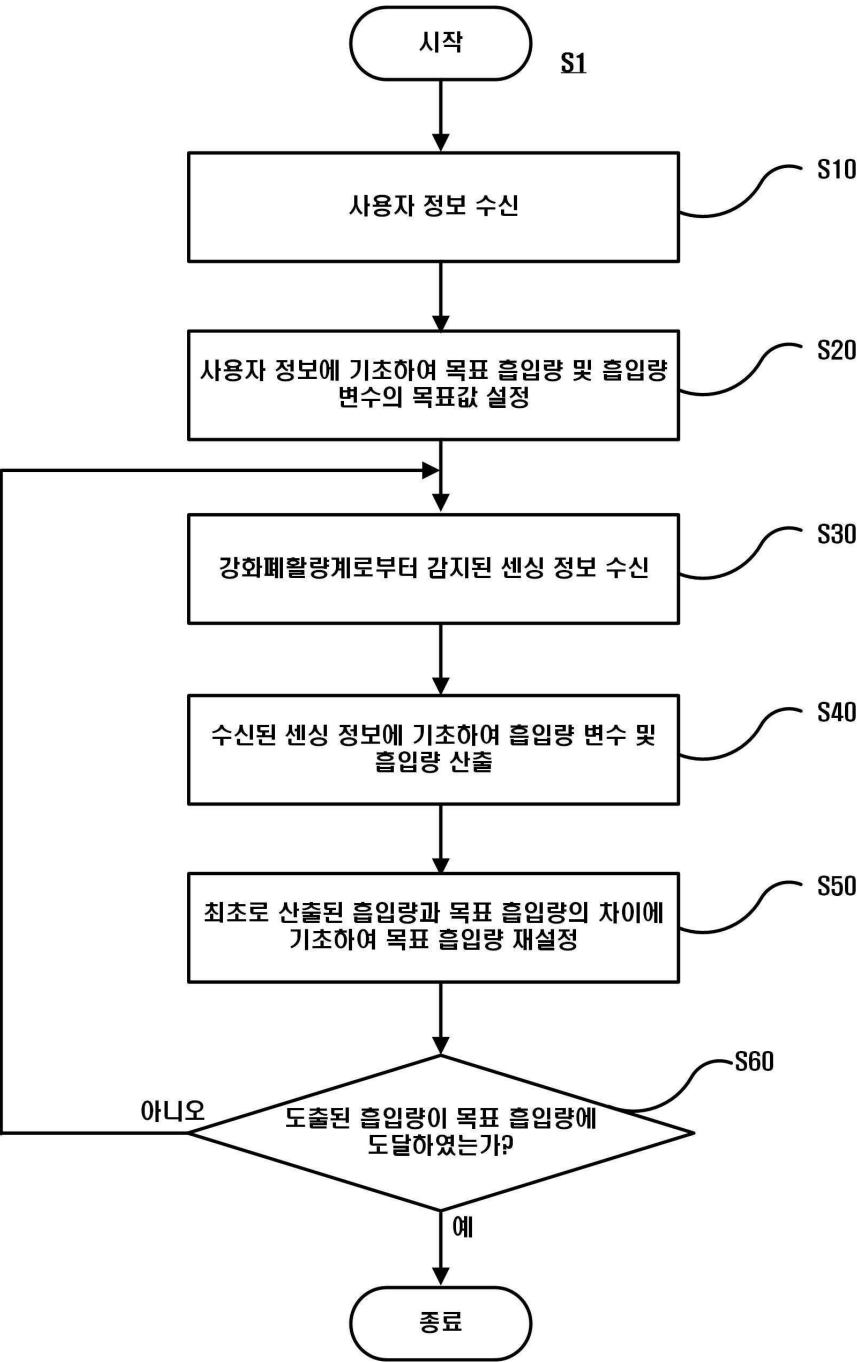 시작
S1
사용자 정보 수신
S10
사용자 정보에 기초하여 목표 흡입량 및 흡입량
변수의 목표값 설정
S20
강화폐활량계로부터 감지된 센싱 정보 수신
S30
수신된 센싱 정보에 기초하여 흡입량 변수 및
흡입량 산출
S40
최초로 산출된 흡입량과 목표 흡입량의 차이에
기초하여 목표 흡입량 재설정
S50
도출된 흡입량이 목표 흡입량에
도달하였는가?
S60
아니오
예
종료